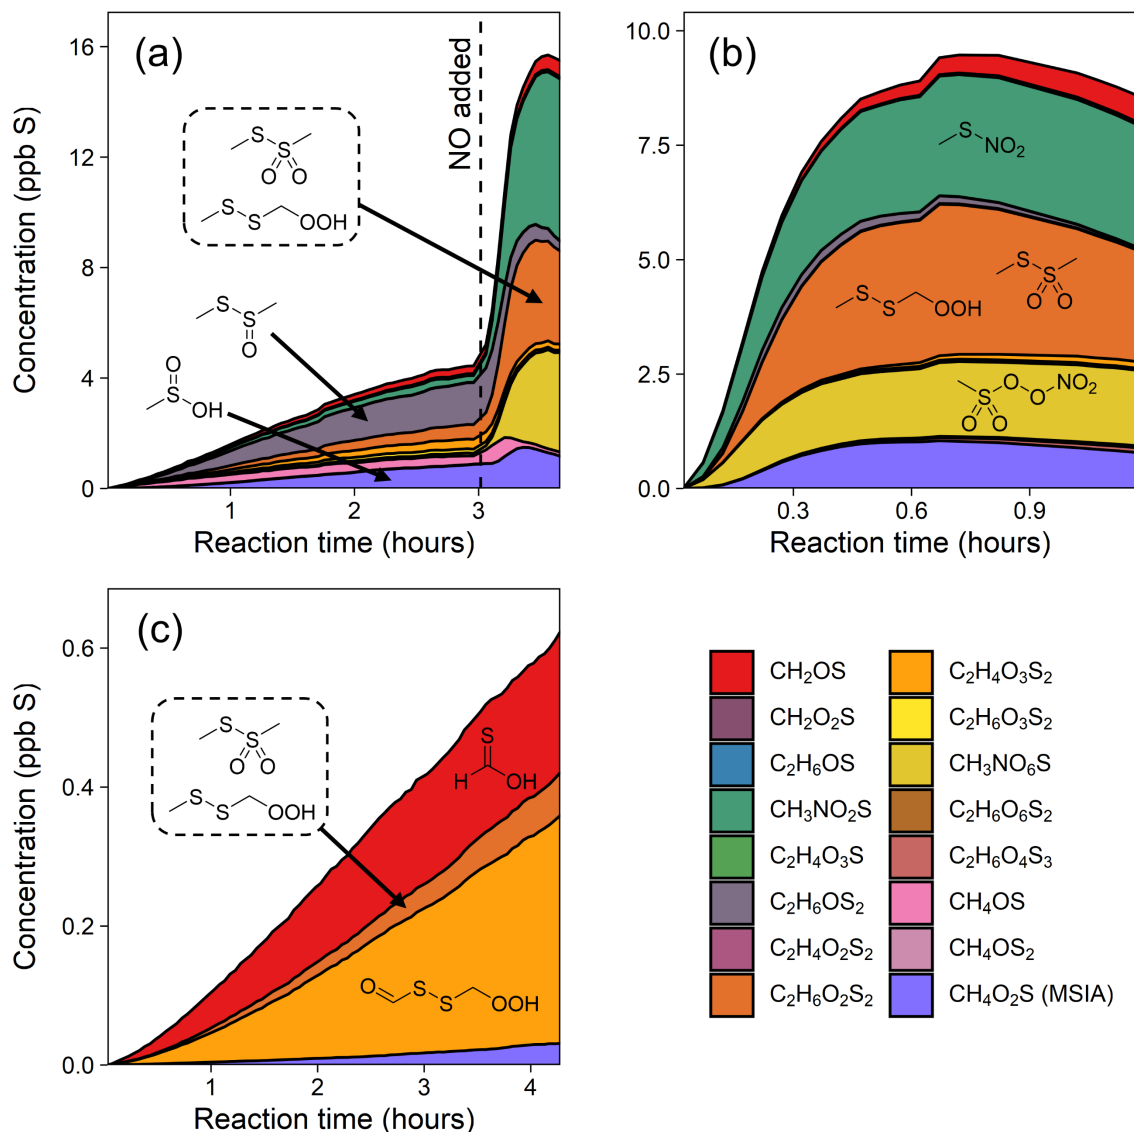 (a)
Concentration (ppb S)
16
12
8
4
0
NO added
S
S
O O
S
S
OOH
S
S
O
O
S
OH
1
2
3
Reaction time (hours)
(b)
10.0
7.5
5.0
2.5
0.0
S
NO₂
S
S
OOH
S
S
O O
S
O
O
NO₂
O O
0.3
0.6
0.9
Reaction time (hours)
(c)
Concentration (ppb S)
0.6
0.4
0.2
0.0
S
S
O O
S
S
OOH
S
H
OH
O
S
S
OOH
1
2
3
4
Reaction time (hours)
CH₂OS
CH₂O₂S
C₂H₆OS
CH₃NO₂S
C₂H₄O₃S
C₂H₆OS₂
C₂H₄O₂S₂
C₂H₆O₂S₂
C₂H₄O₃S₂
C₂H₆O₃S₂
CH₃NO₆S
C₂H₆O₆S₂
C₂H₆O₄S₃
CH₄OS
CH₄OS₂
CH₄O₂S (MSIA)